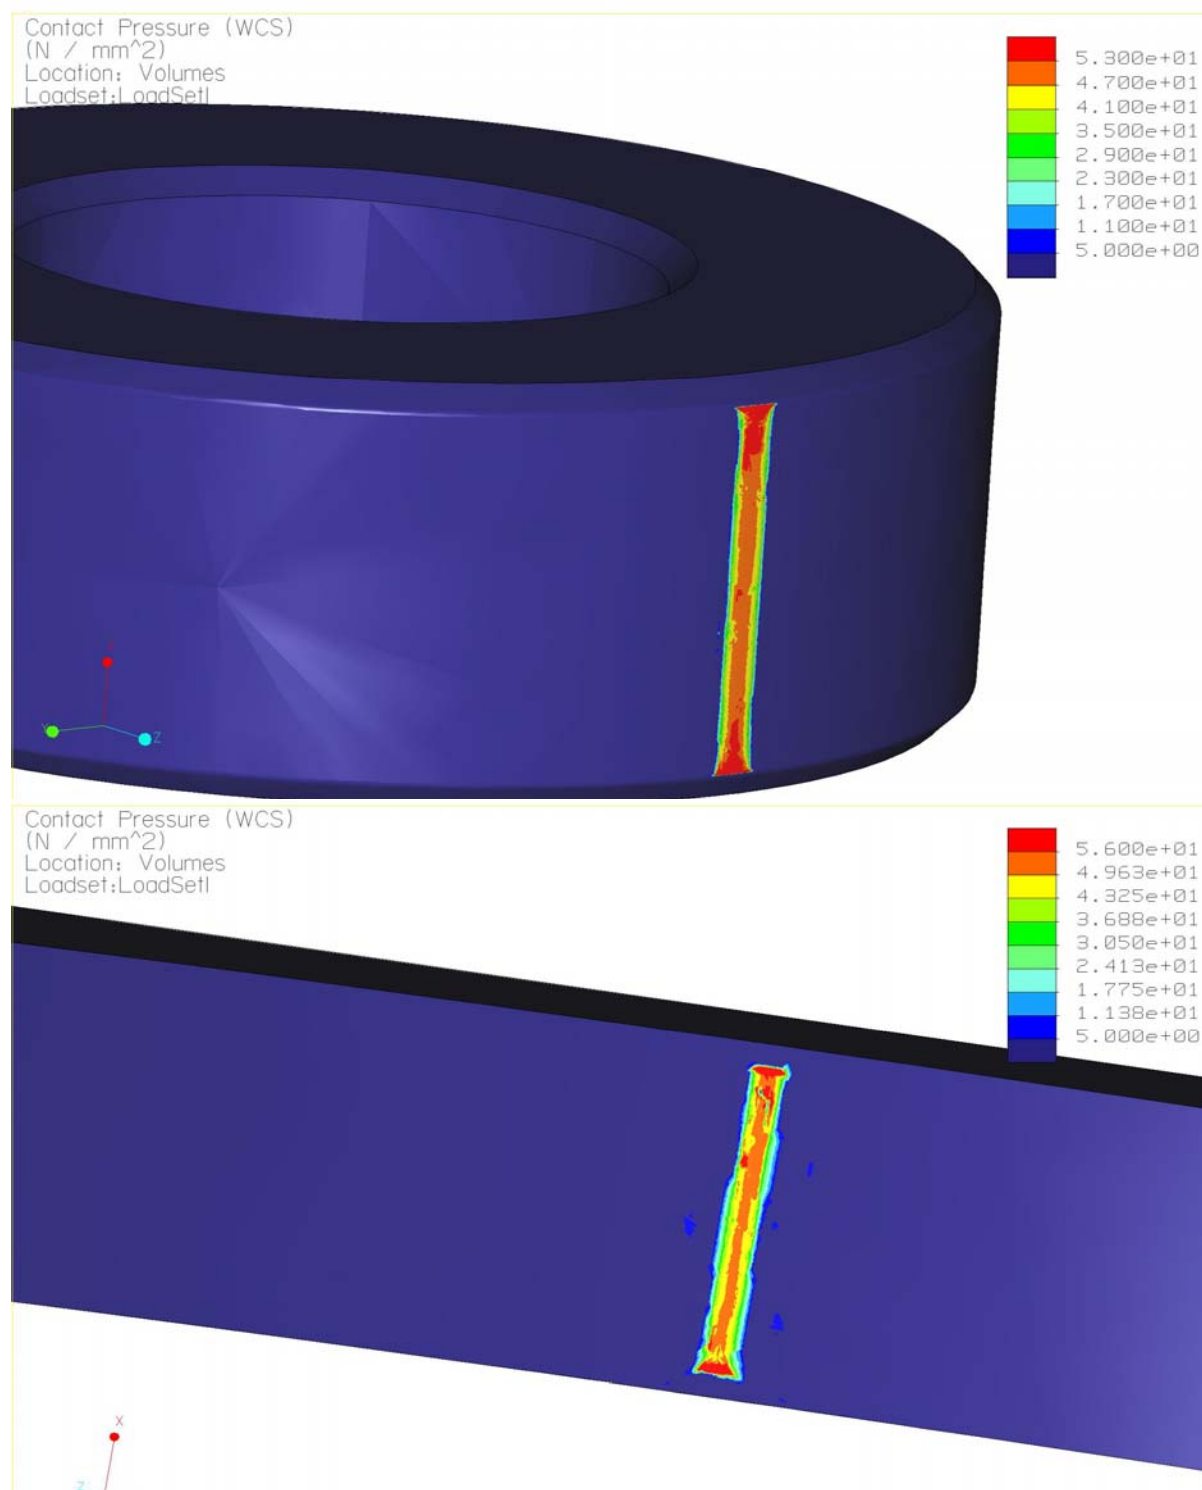 Contact Pressure (WCS)
(N / mm^2)
Location: Volumes
Loadset:LoadSet1
5.300e+01
4.700e+01
4.100e+01
3.500e+01
2.900e+01
2.300e+01
1.700e+01
1.100e+01
5.000e+00
Y
Z
Contact Pressure (WCS)
(N / mm^2)
Location: Volumes
Loadset:LoadSet1
5.600e+01
4.963e+01
4.325e+01
3.688e+01
3.050e+01
2.413e+01
1.775e+01
1.138e+01
5.000e+00
X
Z